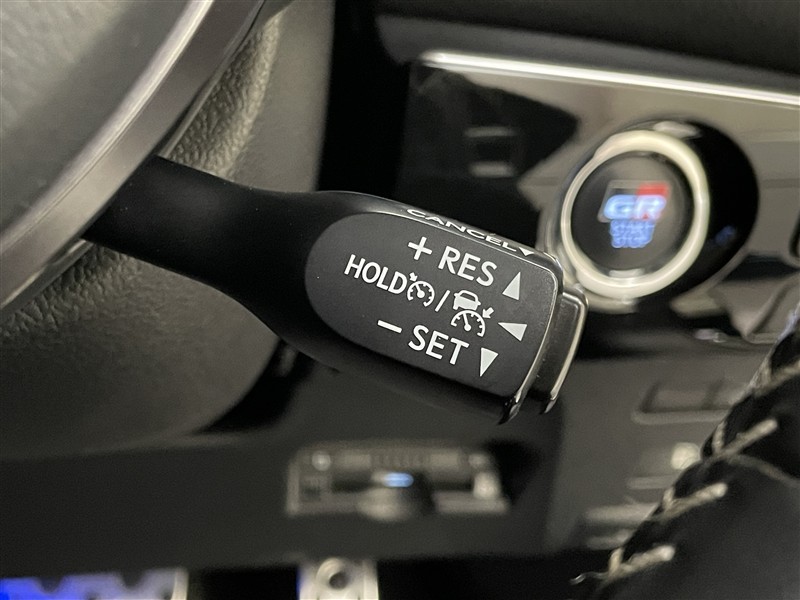 CANCEL▼
+ RES ▲
HOLD / ◀
− SET ▼
GR
START
STOP